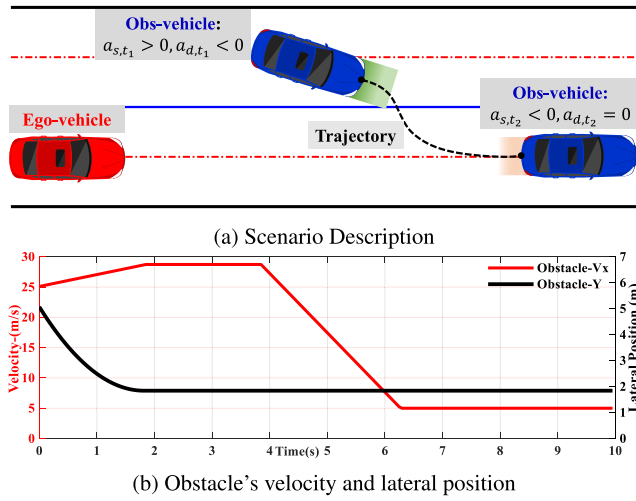 Obs-vehicle:
a_{s,t_1} > 0, a_{d,t_1} < 0
Obs-vehicle:
a_{s,t_2} < 0, a_{d,t_2} = 0
Ego-vehicle
Trajectory
(a) Scenario Description
30
25
20
15
10
5
0
Velocity-(m/s)
Obstacle-Vx
Obstacle-Y
7
6
5
4
3
2
1
0
Lateral Position (m)
0 1 2 3 4 Time(s) 5 6 7 8 9 10
(b) Obstacle's velocity and lateral position